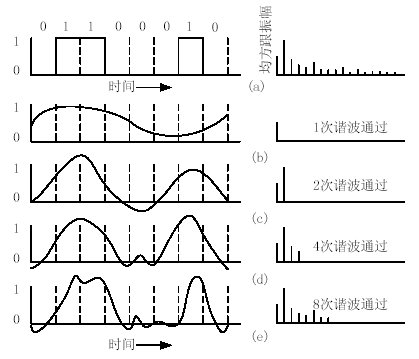 0 1 1 0 0 0 1 0
1
0
时间
均方跟振幅
(a)
1
0
1次谐波通过
(b)
1
0
2次谐波通过
(c)
1
0
4次谐波通过
(d)
1
0
8次谐波通过
时间
(e)